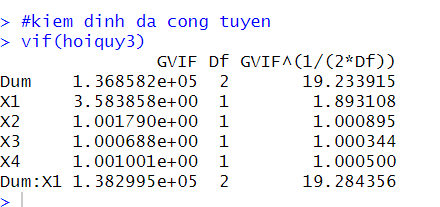 > #kiem dinh da cong tuyen
> vif(hoiquy3)
GVIF Df GVIF^(1/(2*Df))
Dum 1.368582e+05 2 19.233915
X1 3.583858e+00 1 1.893108
X2 1.001790e+00 1 1.000895
X3 1.000688e+00 1 1.000344
X4 1.001001e+00 1 1.000500
Dum:X1 1.382995e+05 2 19.284356
>